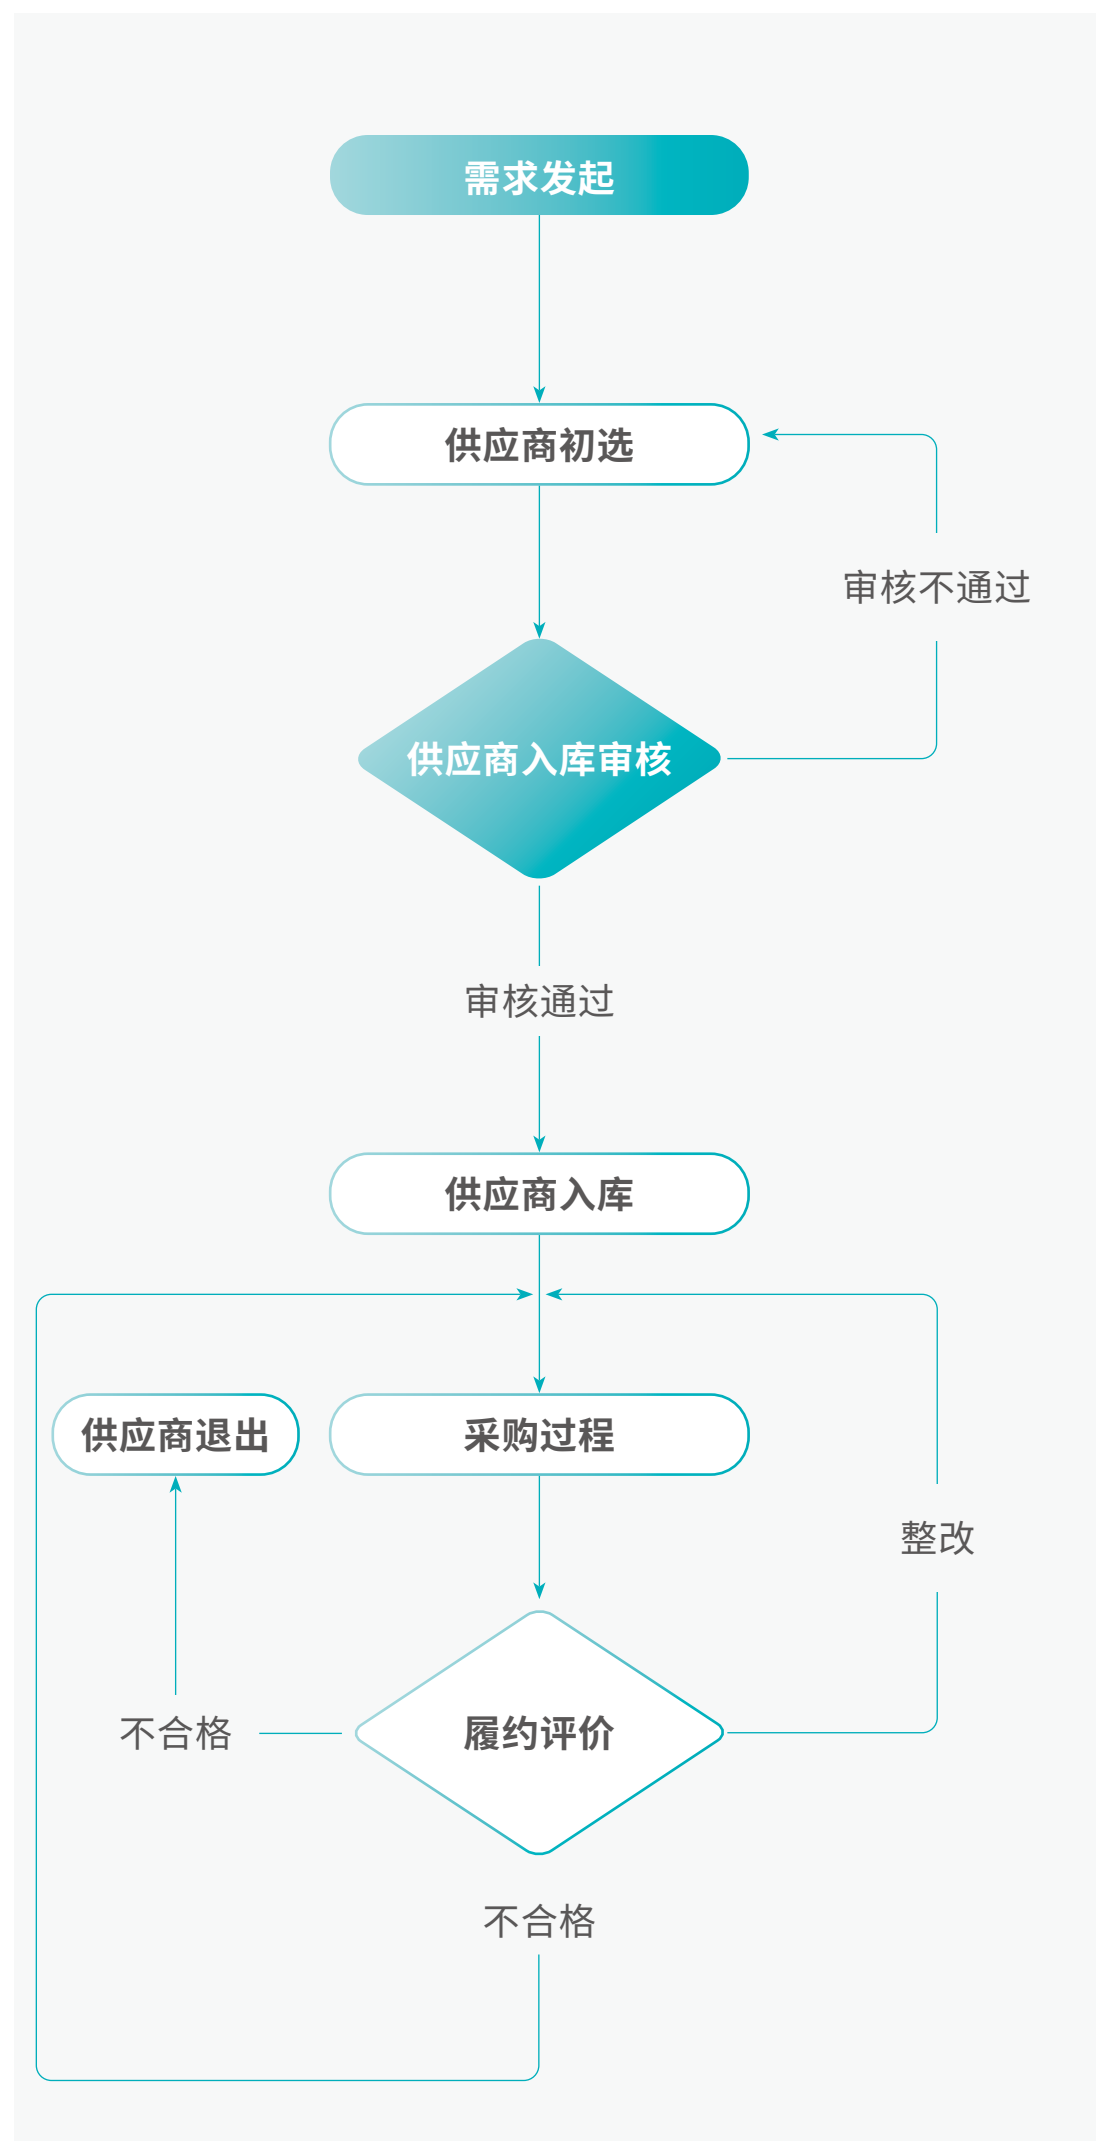 需求发起
供应商初选
审核不通过
供应商入库审核
审核通过
供应商入库
供应商退出
采购过程
整改
不合格
履约评价
不合格